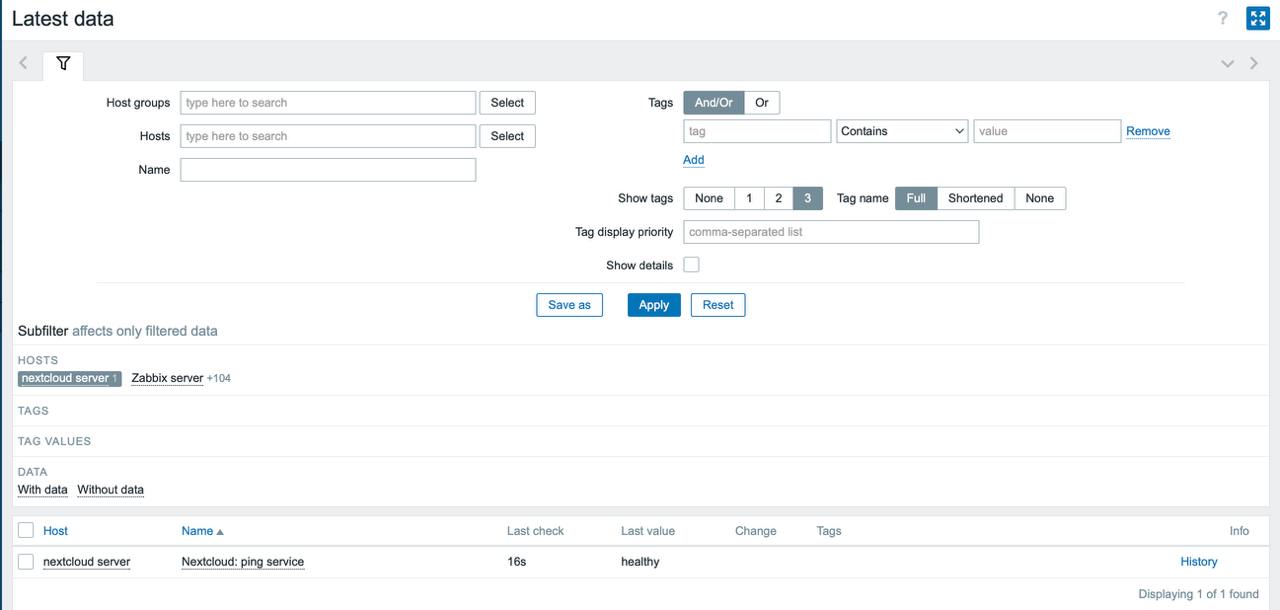 Latest data ?
Host groups type here to search Select Tags And/Or Or
Hosts type here to search Select tag Contains value Remove
Add
Name
Show tags None 1 2 3 Tag name Full Shortened None
Tag display priority comma-separated list
Show details
Save as Apply Reset
Subfilter affects only filtered data
HOSTS
nextcloud server 1 Zabbix server +104
TAGS
TAG VALUES
DATA
With data Without data
Host Name Last check Last value Change Tags Info
nextcloud server Nextcloud: ping service 16s healthy History
Displaying 1 of 1 found